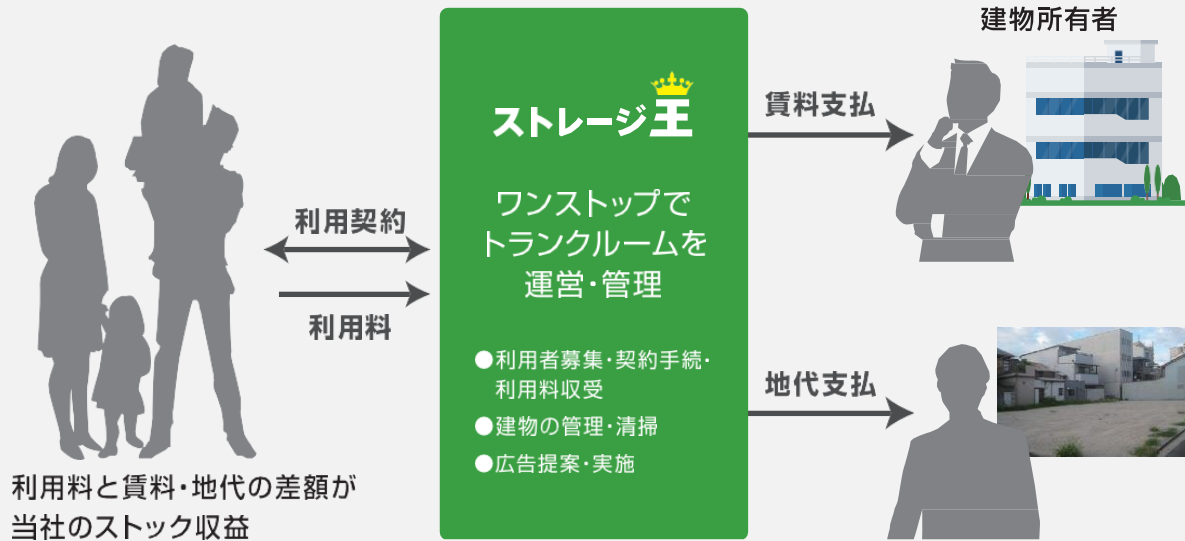 建物所有者
ストレージ王
賃料支払
ワンストップで
トランクルームを
運営・管理
利用契約
利用料
●利用者募集・契約手続・
利用料収受
●建物の管理・清掃
●広告提案・実施
地代支払
利用料と賃料・地代の差額が
当社のストック収益